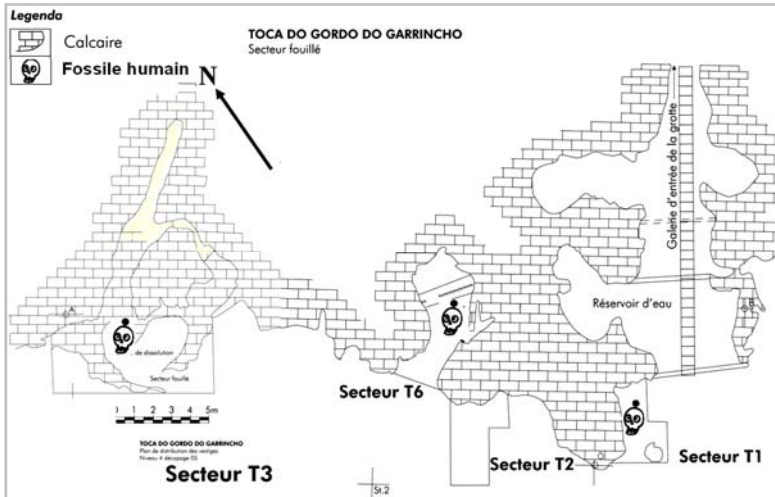 Legenda
Calcaire
Fossile humain
TOCA DO GORDO DO GARRINCHO
Secteur fouillé
N
Galerie d'entrée de la grotte
Réservoir d'eau
A
B
de dissolution
Secteur fouillé
Secteur T6
1 2 3 4 5m
TOCA DO GORDO DO GARRINCHO
Plan de distribution des vestiges
Niveau 4 décapage 05
Secteur T3
St.2
Secteur T2
Secteur T1